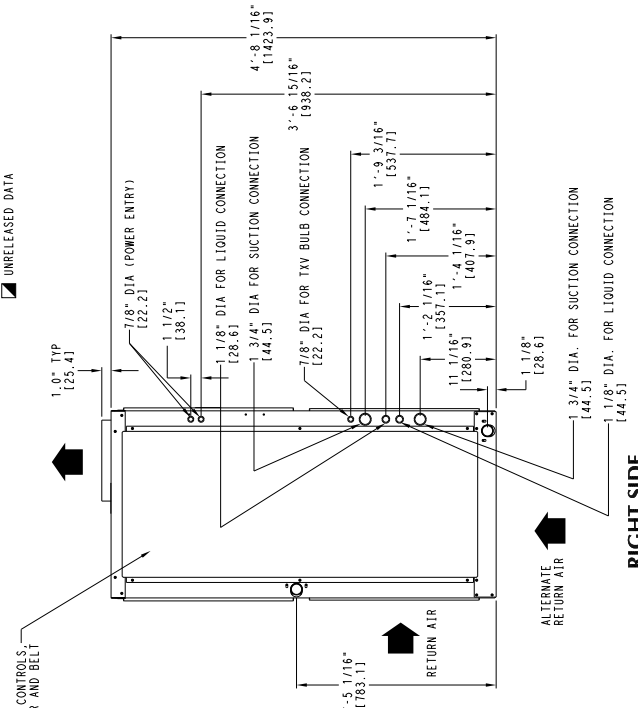 UNRELEASED DATA
1.0" TYP
[25.4]
7/8" DIA (POWER ENTRY)
[22.2]
1 1/2"
[38.1]
1 1/8" DIA FOR LIQUID CONNECTION
[28.6]
1 3/4" DIA FOR SUCTION CONNECTION
[44.5]
7/8" DIA FOR TXV BULB CONNECTION
[22.2]
4'-8 1/16"
[1423.9]
3'-6 15/16"
[938.2]
1'-9 3/16"
[537.7]
1'-7 1/16"
[484.1]
1'-4 1/16"
[407.9]
1'-2 1/16"
[357.1]
11 1/16"
[280.9]
1 1/8"
[28.6]
1 3/4" DIA. FOR SUCTION CONNECTION
[44.5]
1 1/8" DIA. FOR LIQUID CONNECTION
[44.5]
CONTROLS,
AND BELT
RETURN AIR
-5 1/16"
[783.1]
ALTERNATE
RETURN AIR
RIGHT SIDE